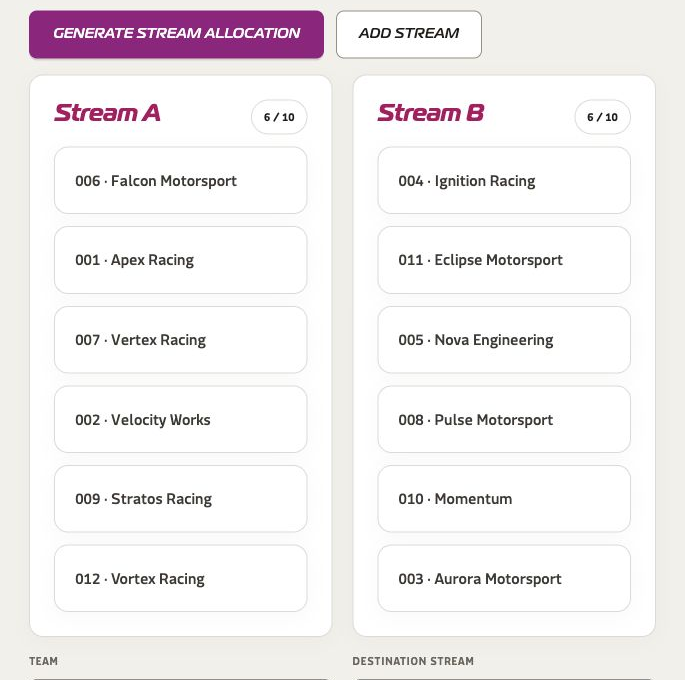 GENERATE STREAM ALLOCATION
ADD STREAM
Stream A
6 / 10
006 · Falcon Motorsport
001 · Apex Racing
007 · Vertex Racing
002 · Velocity Works
009 · Stratos Racing
012 · Vortex Racing
Stream B
6 / 10
004 · Ignition Racing
011 · Eclipse Motorsport
005 · Nova Engineering
008 · Pulse Motorsport
010 · Momentum
003 · Aurora Motorsport
TEAM
DESTINATION STREAM